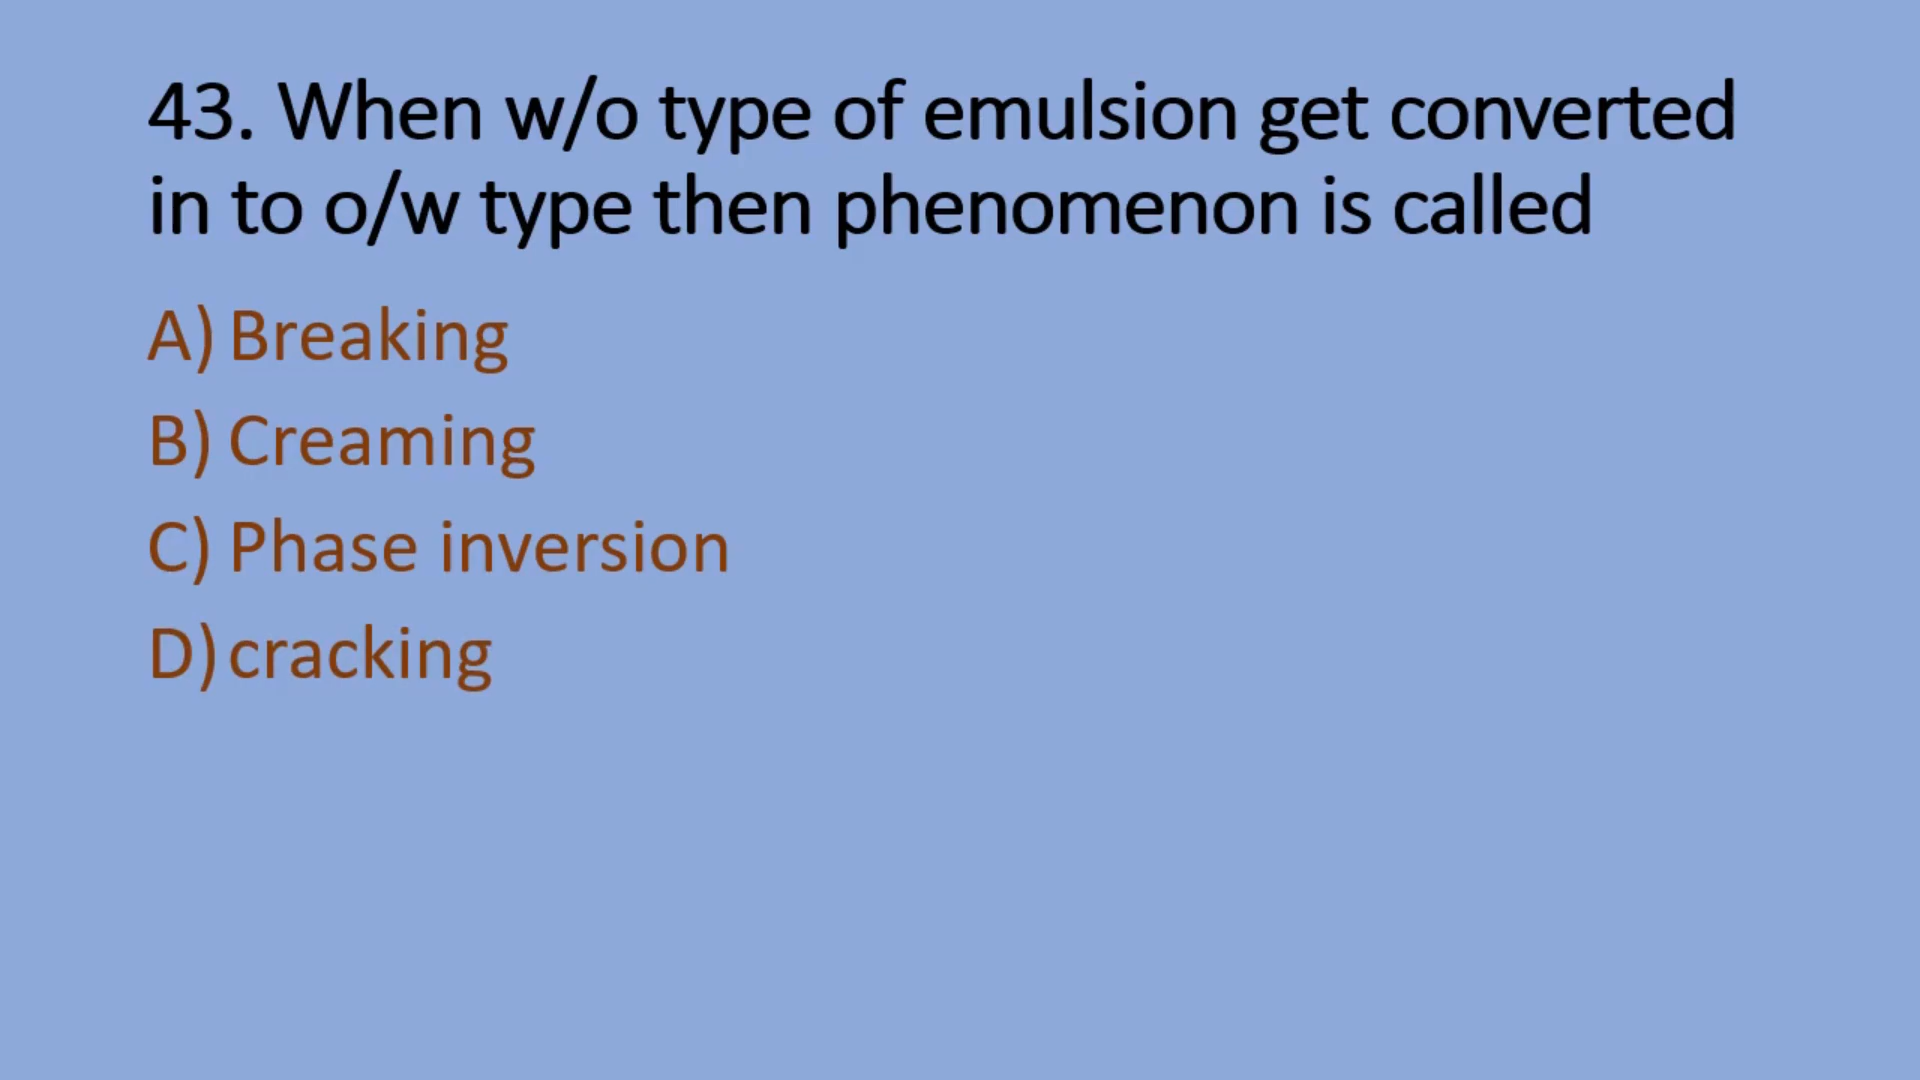 43. When w/o type of emulsion get converted
in to o/w type then phenomenon is called
A) Breaking
B) Creaming
C) Phase inversion
D) cracking